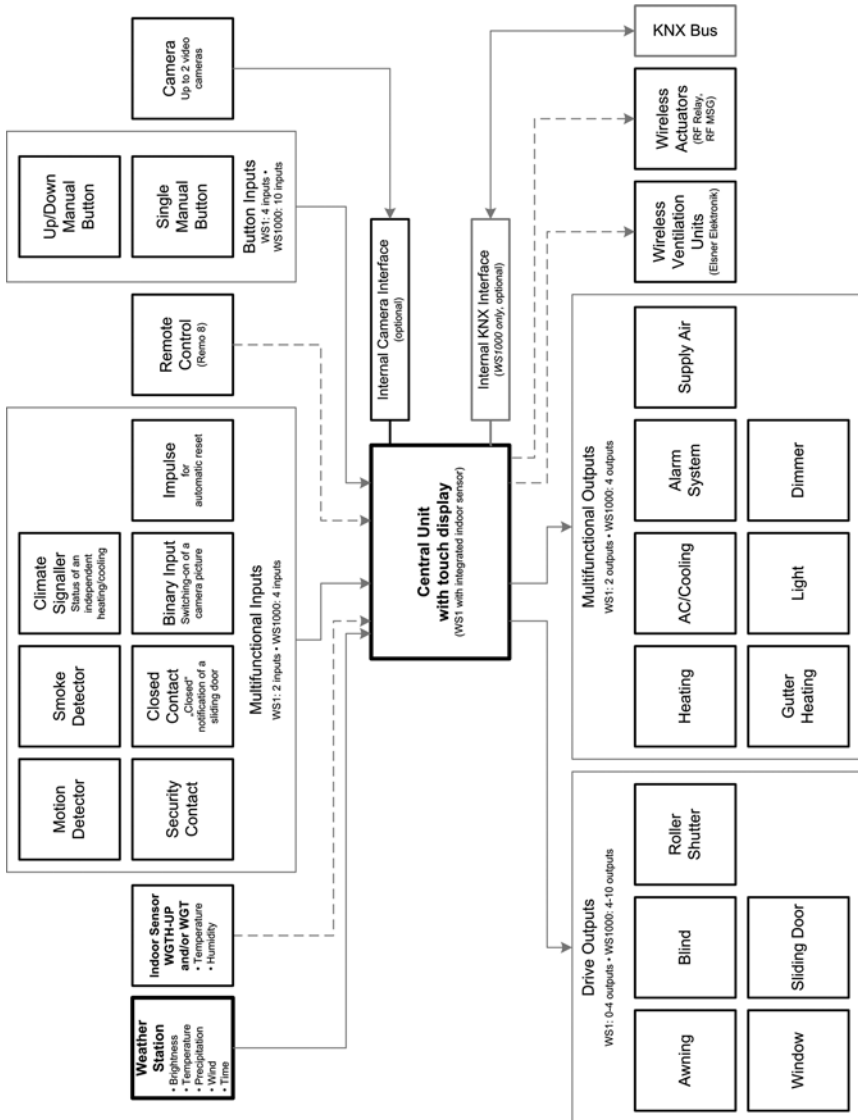 Weather
Station
• Brightness
• Temperature
• Precipitation
• Wind
• Time
Indoor Sensor
WGTH-UP
and/or WGT
• Temperature
• Humidity
Motion
Detector
Smoke
Detector
Climate
Signaller
Status of an
independent
heating/cooling
Security
Contact
Closed
Contact
„Closed“
notification of a
sliding door
Binary Input
Switching-on of a
camera picture
Impulse
for
automatic reset
Multifunctional Inputs
WS1: 2 inputs • WS1000: 4 inputs
Remote
Control
(Remo 8)
Up/Down
Manual
Button
Single
Manual
Button
Button Inputs
WS1: 4 inputs •
WS1000: 10 inputs
Camera
Up to 2 video
cameras
Central Unit
with touch display
(WS1 with integrated indoor sensor)
Internal Camera Interface
(optional)
Internal KNX Interface
(WS1000 only, optional)
Drive Outputs
WS1: 0-4 outputs • WS1000: 4-10 outputs
Awning
Blind
Roller
Shutter
Window
Sliding Door
Multifunctional Outputs
WS1: 2 outputs • WS1000: 4 outputs
Heating
AC/Cooling
Alarm
System
Supply Air
Gutter
Heating
Light
Dimmer
Wireless
Ventilation
Units
(Elsner Elektronik)
Wireless
Actuators
(RF Relay,
RF MSG)
KNX Bus